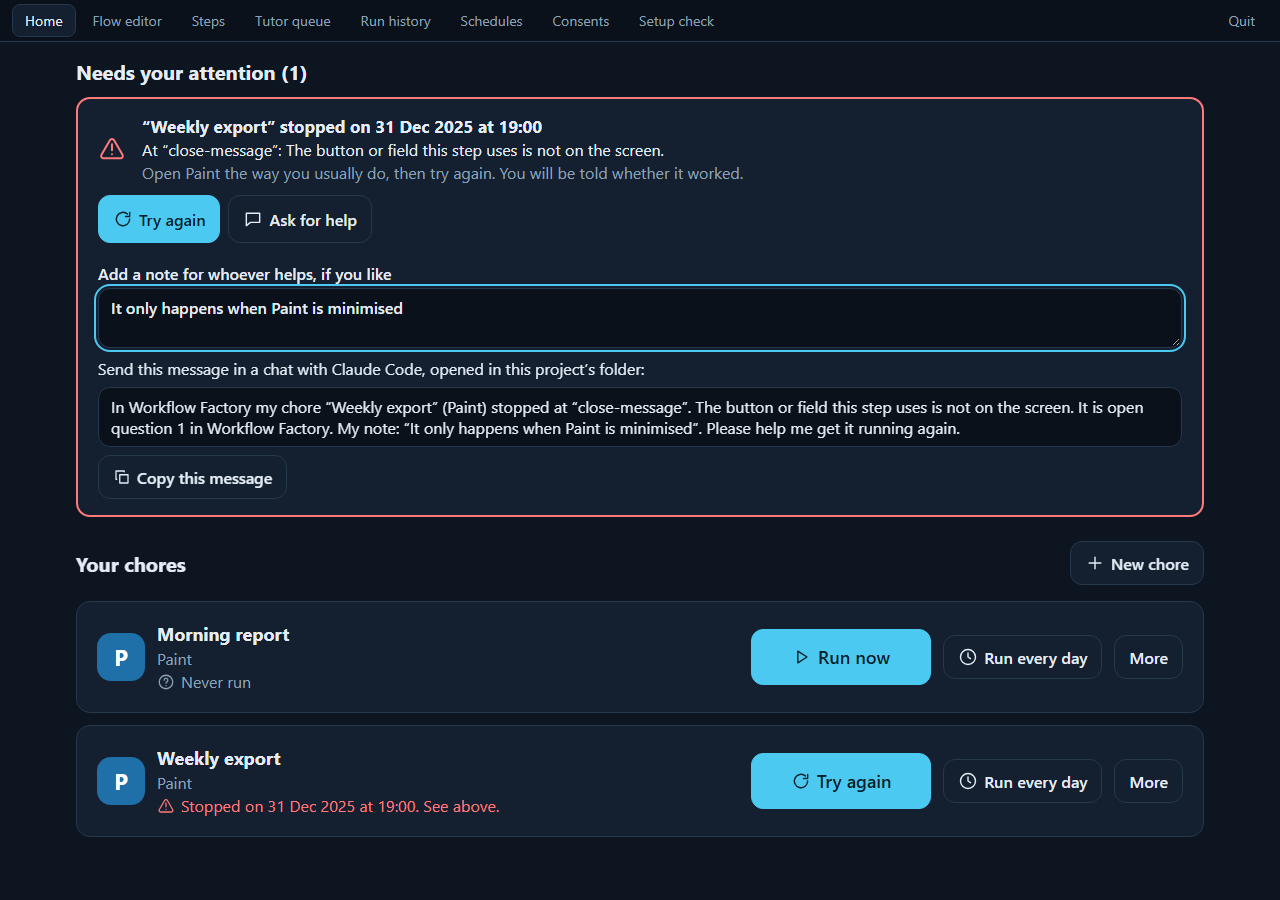 Home
Flow editor
Steps
Tutor queue
Run history
Schedules
Consents
Setup check
Quit
Needs your attention (1)
“Weekly export” stopped on 31 Dec 2025 at 19:00
At “close-message”: The button or field this step uses is not on the screen.
Open Paint the way you usually do, then try again. You will be told whether it worked.
Try again
Ask for help
Add a note for whoever helps, if you like
It only happens when Paint is minimised
Send this message in a chat with Claude Code, opened in this project’s folder:
In Workflow Factory my chore “Weekly export” (Paint) stopped at “close-message”. The button or field this step uses is not on the screen. It is open
question 1 in Workflow Factory. My note: “It only happens when Paint is minimised”. Please help me get it running again.
Copy this message
Your chores
New chore
P
Morning report
Paint
Never run
Run now
Run every day
More
P
Weekly export
Paint
Stopped on 31 Dec 2025 at 19:00. See above.
Try again
Run every day
More